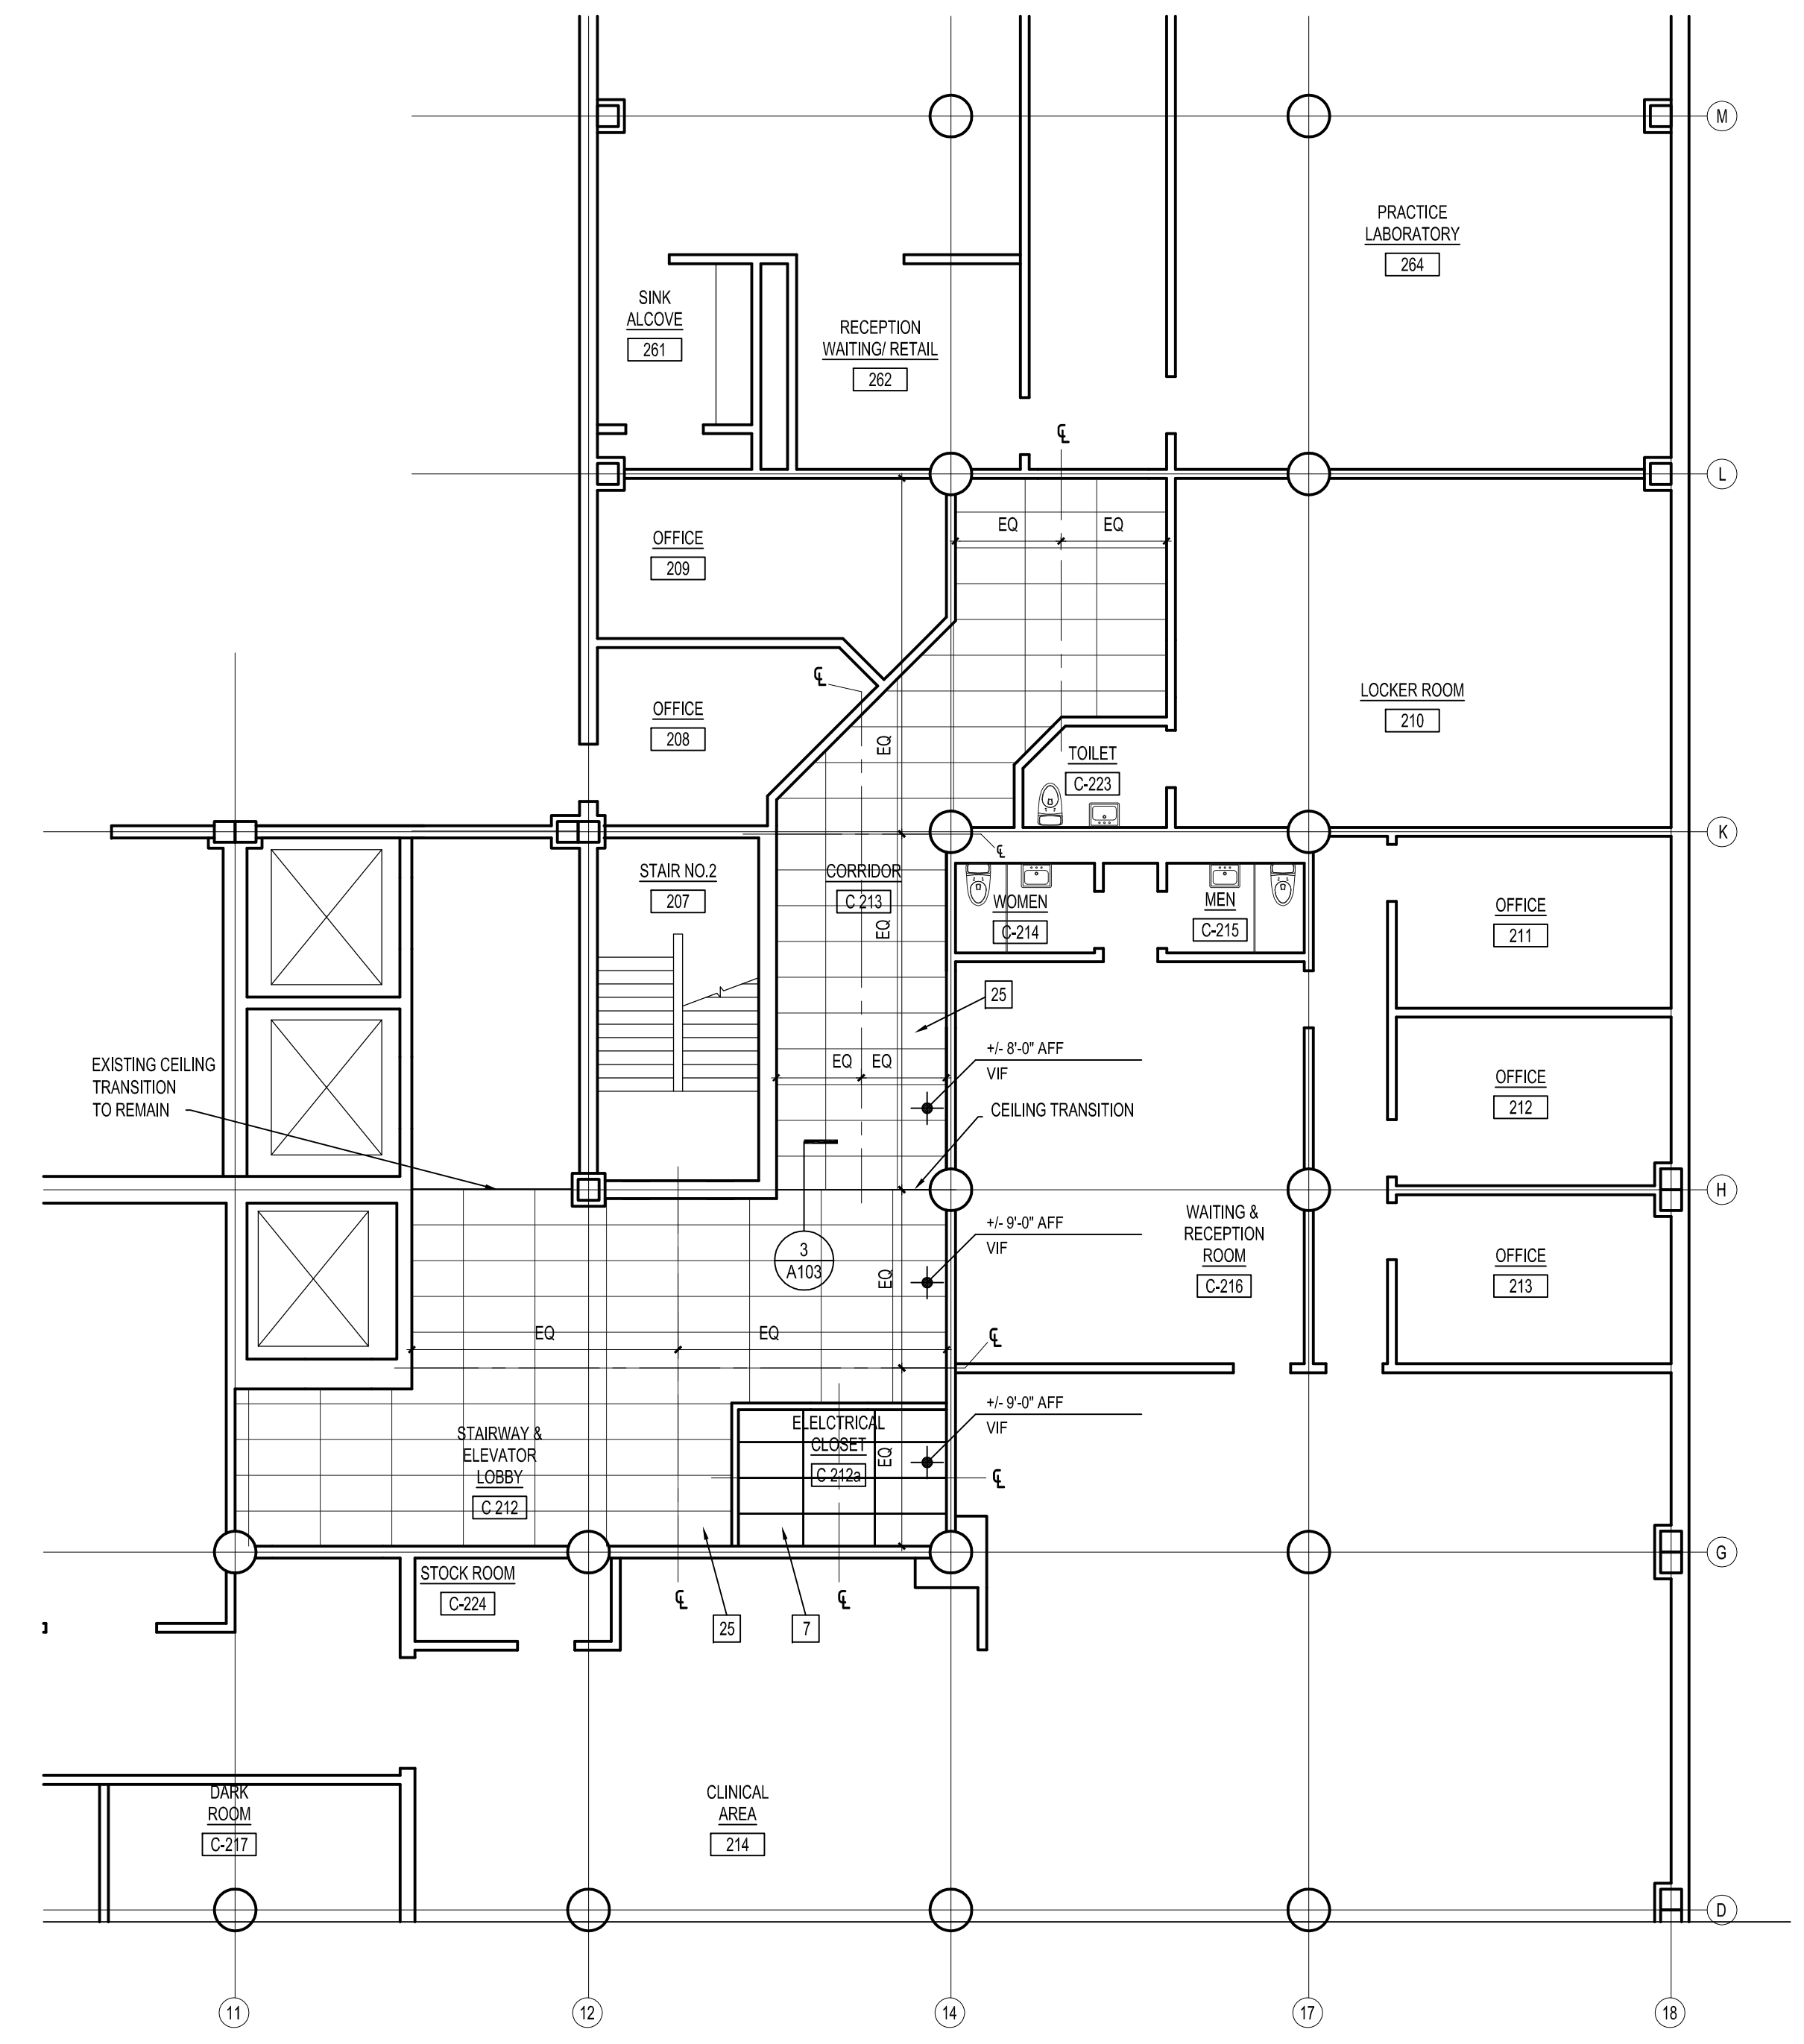 M
PRACTICE
LABORATORY
264
SINK
ALCOVE
261
RECEPTION
WAITING/ RETAIL
262
℄
L
EQ
EQ
OFFICE
209
℄
OFFICE
208
LOCKER ROOM
210
EQ
TOILET
C-223
K
℄
STAIR NO.2
207
CORRIDOR
C 213
EQ
WOMEN
C-214
MEN
C-215
OFFICE
211
25
EXISTING CEILING
TRANSITION
TO REMAIN
EQ
EQ
+/- 8'-0" AFF
VIF
CEILING TRANSITION
OFFICE
212
H
3
A103
EQ
+/- 9'-0" AFF
VIF
WAITING &
RECEPTION
ROOM
C-216
OFFICE
213
EQ
EQ
℄
STAIRWAY &
ELEVATOR
LOBBY
C 212
ELELCTRICAL
CLOSET
C 212a
EQ
+/- 9'-0" AFF
VIF
℄
G
STOCK ROOM
C-224
℄
℄
25
7
DARK
ROOM
C-217
CLINICAL
AREA
214
D
11
12
14
17
18